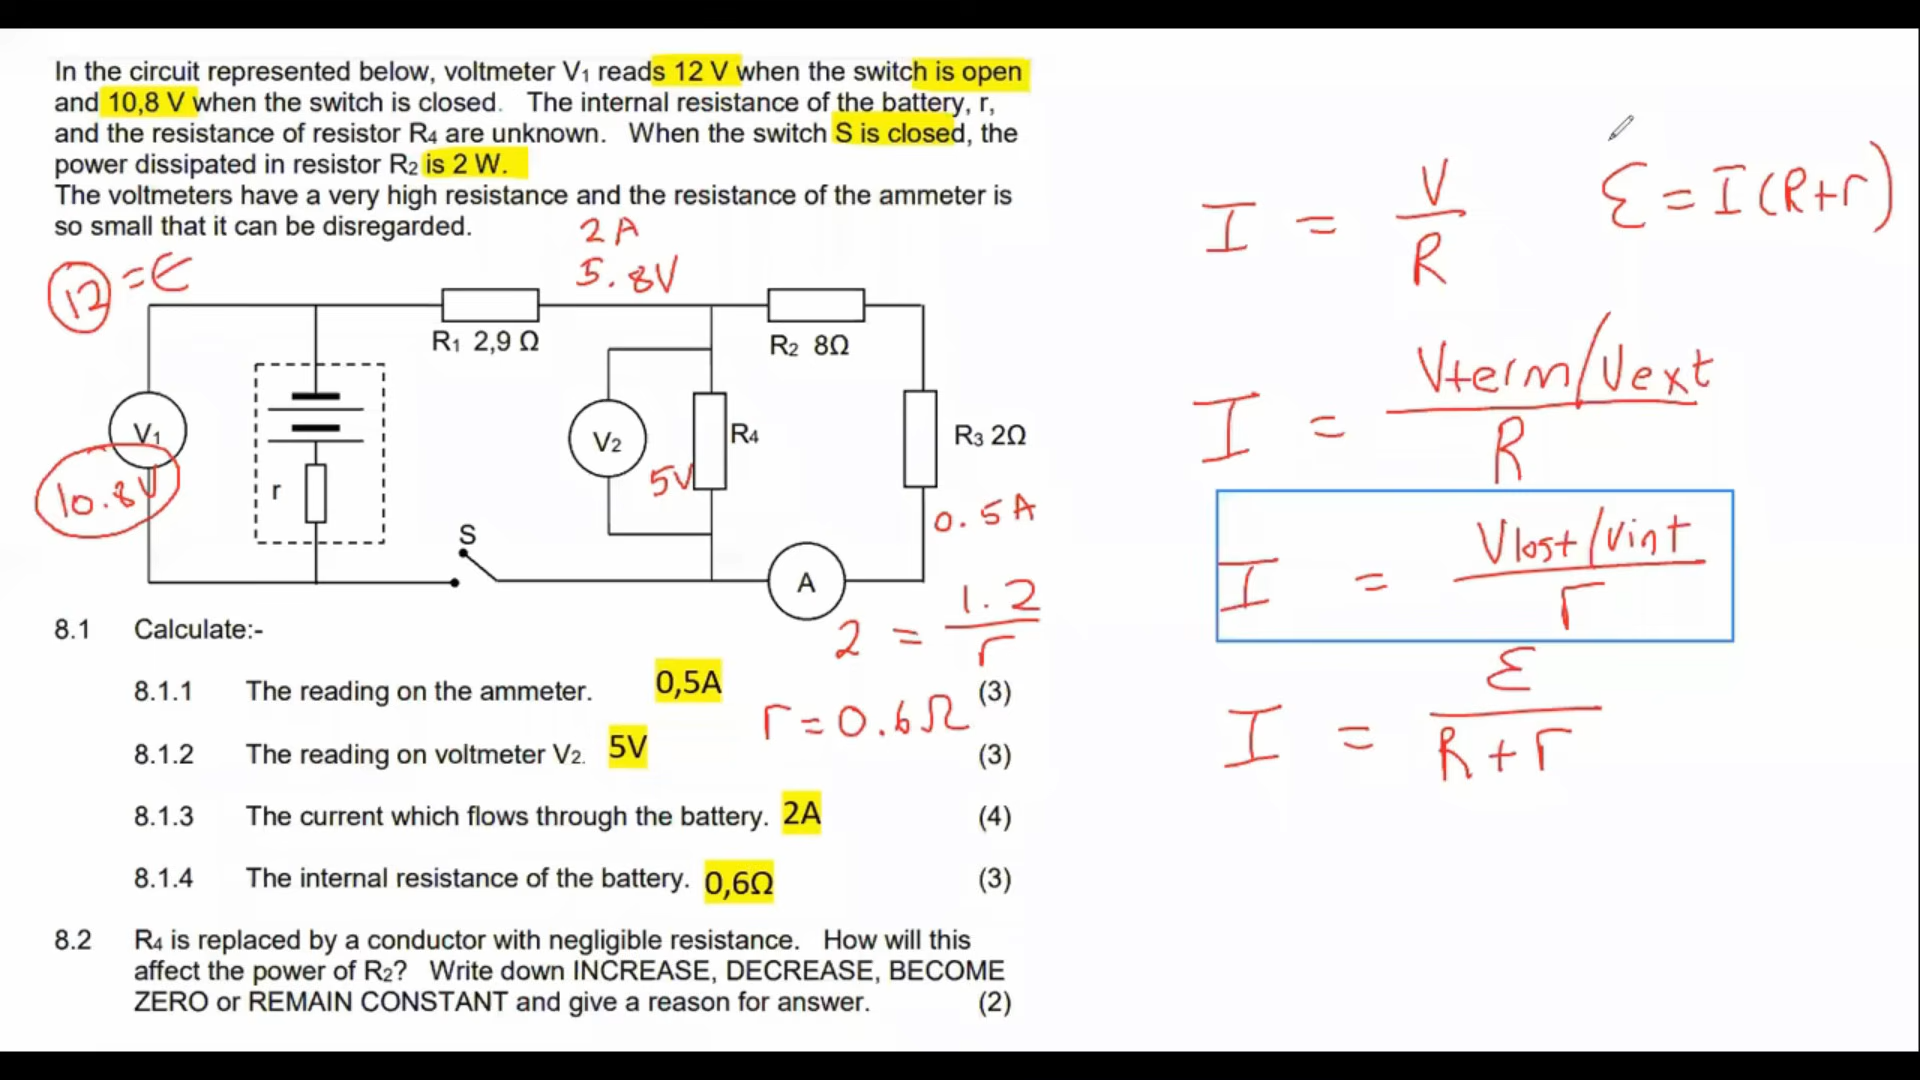 In the circuit represented below, voltmeter V1 reads 12 V when the switch is open
and 10,8 V when the switch is closed. The internal resistance of the battery, r,
and the resistance of resistor R4 are unknown. When the switch S is closed, the
power dissipated in resistor R2 is 2 W.
The voltmeters have a very high resistance and the resistance of the ammeter is
so small that it can be disregarded.
2A
5.8V
12 = ε
R1 2,9 Ω
R2 8Ω
V1
10.8V
r
V2
5V
R4
R3 2Ω
0.5A
S
A
2 = 1.2
r
r = 0.6Ω
8.1 Calculate:-
8.1.1 The reading on the ammeter. 0,5A (3)
8.1.2 The reading on voltmeter V2. 5V (3)
8.1.3 The current which flows through the battery. 2A (4)
8.1.4 The internal resistance of the battery. 0,6Ω (3)
8.2 R4 is replaced by a conductor with negligible resistance. How will this
affect the power of R2? Write down INCREASE, DECREASE, BECOME
ZERO or REMAIN CONSTANT and give a reason for answer. (2)
I = V
R
ε = I(R+r)
I = Vterm/Vext
R
I = Vlost/Vint
r
I = ε
R+r